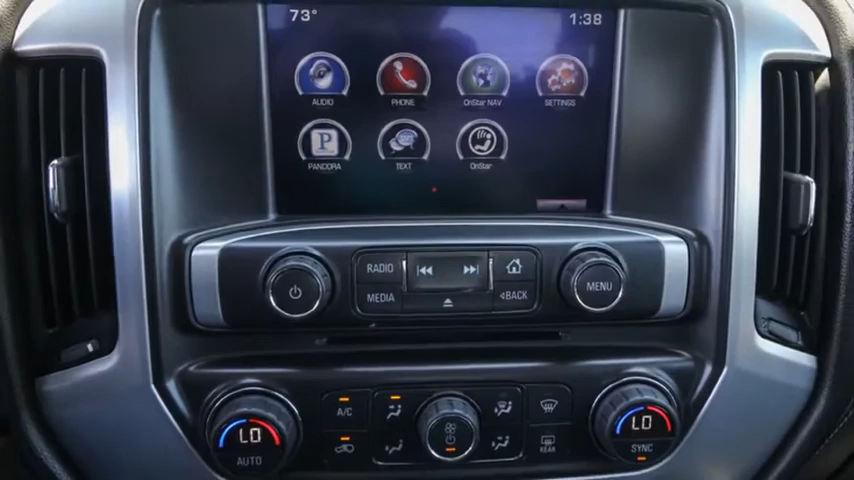 73° 1:38
AUDIO PHONE OnStar NAV SETTINGS
P
PANDORA TEXT OnStar
RADIO
MEDIA BACK
MENU
A/C
LO LO
AUTO REAR SYNC